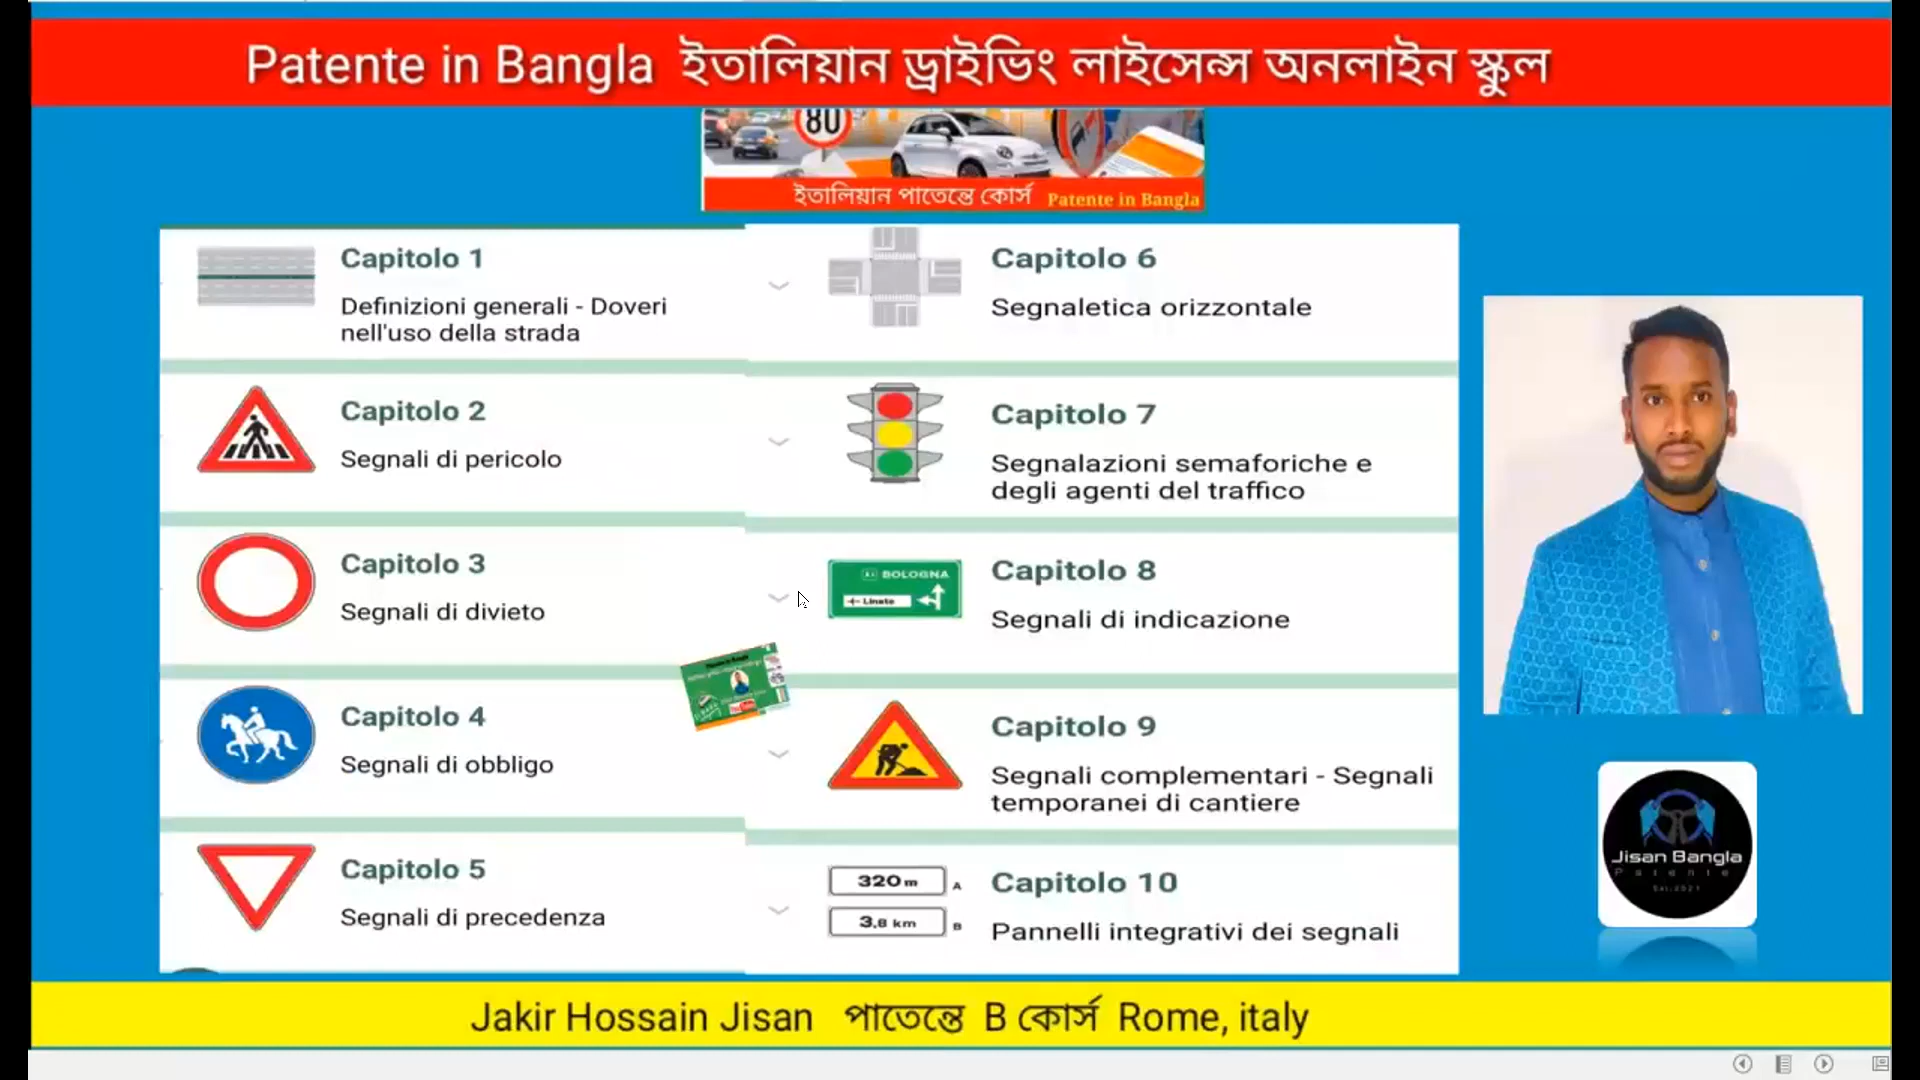 Patente in Bangla ইতালিয়ান ড্রাইভিং লাইসেন্স অনলাইন স্কুল
80
ইতালিয়ান পাতেন্তে কোর্স Patente in Bangla
Capitolo 1
Definizioni generali - Doveri
nell'uso della strada
Capitolo 2
Segnali di pericolo
Capitolo 3
Segnali di divieto
Capitolo 4
Segnali di obbligo
Capitolo 5
Segnali di precedenza
Capitolo 6
Segnaletica orizzontale
Capitolo 7
Segnalazioni semaforiche e
degli agenti del traffico
BOLOGNA
Linate
Capitolo 8
Segnali di indicazione
Capitolo 9
Segnali complementari - Segnali
temporanei di cantiere
320 m A
3,8 km B
Capitolo 10
Pannelli integrativi dei segnali
Jisan Bangla
Patente
Jakir Hossain Jisan পাতেন্তে B কোর্স Rome, italy